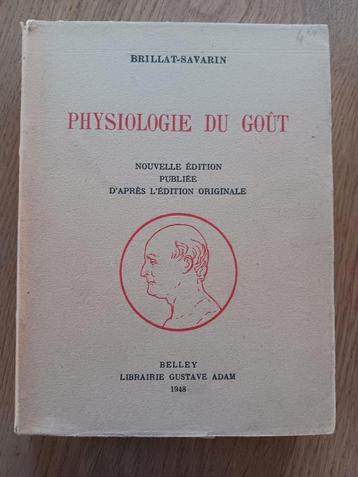 BRILLAT-SAVARIN
PHYSIOLOGIE DU GOÛT
NOUVELLE ÉDITION
PUBLIÉE
D'APRÈS L'ÉDITION ORIGINALE
BELLEY
LIBRAIRIE GUSTAVE ADAM
1948